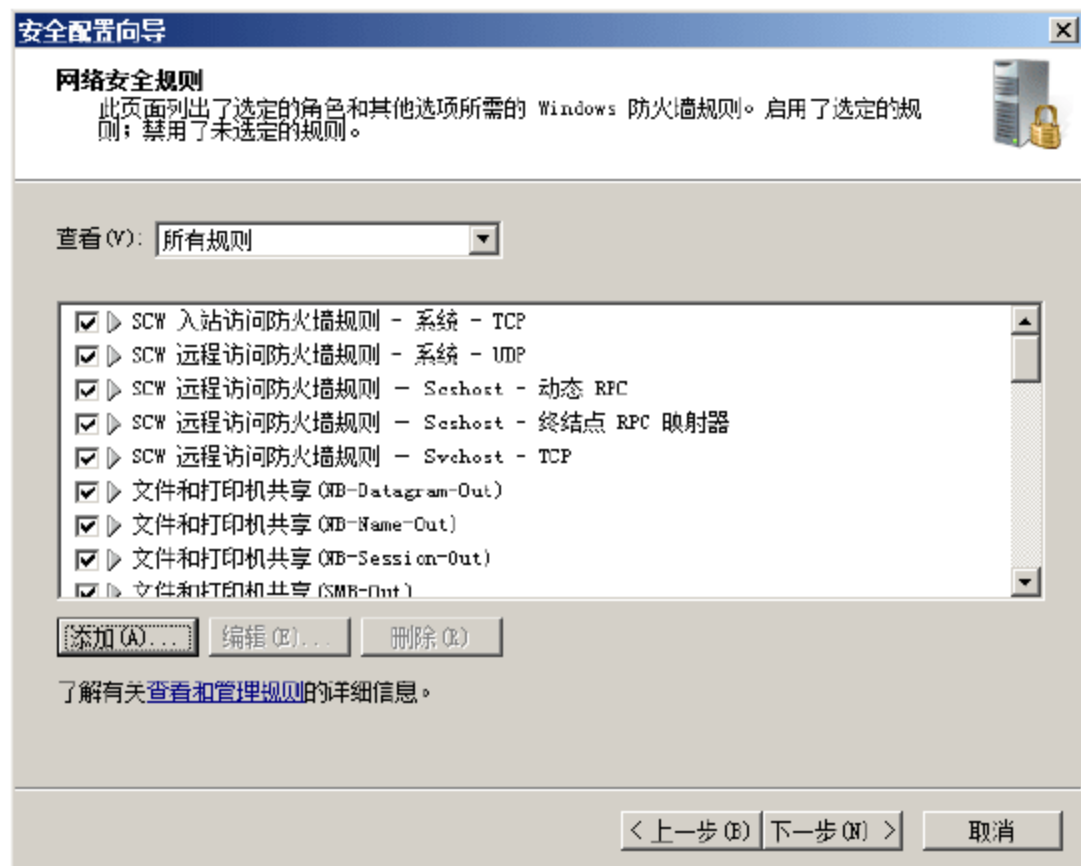 安全配置向导
网络安全规则
此页面列出了选定的角色和其他选项所需的 Windows 防火墙规则。启用了选定的规
则；禁用了未选定的规则。
查看(V)：所有规则
SCW 入站访问防火墙规则 - 系统 - TCP
SCW 远程访问防火墙规则 - 系统 - UDP
SCW 远程访问防火墙规则 — Scshost - 动态 RPC
SCW 远程访问防火墙规则 — Scshost - 终结点 RPC 映射器
SCW 远程访问防火墙规则 — Svchost - TCP
文件和打印机共享(NB-Datagram-Out)
文件和打印机共享(NB-Name-Out)
文件和打印机共享(NB-Session-Out)
文件和打印机共享(SMB-Out)
添加(A)... 编辑(E)... 删除(R)
了解有关查看和管理规则的详细信息。
< 上一步(B) 下一步(N) > 取消